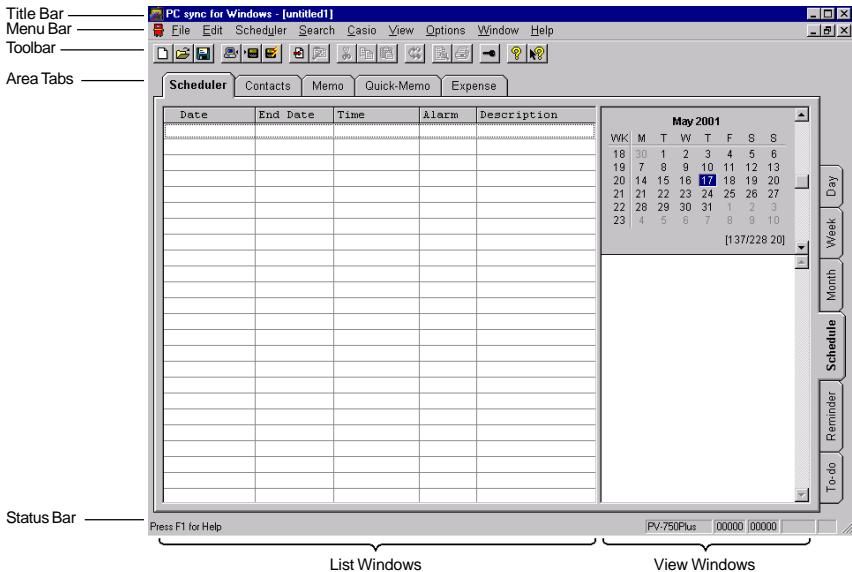 Title Bar
PC sync for Windows - [untitled1]
Menu Bar
File Edit Scheduler Search Casio View Options Window Help
Toolbar
Area Tabs
Scheduler Contacts Memo Quick-Memo Expense
Date End Date Time Alarm Description
May 2001
WK M T W T F S S
18 30 1 2 3 4 5 6
19 7 8 9 10 11 12 13
20 14 15 16 17 18 19 20
21 21 22 23 24 25 26 27
22 28 29 30 31 1 2 3
23 4 5 6 7 8 9 10
[137/228 20]
Day
Week
Month
Schedule
Reminder
To-do
Status Bar
Press F1 for Help
PV-750Plus 00000 00000
List Windows
View Windows